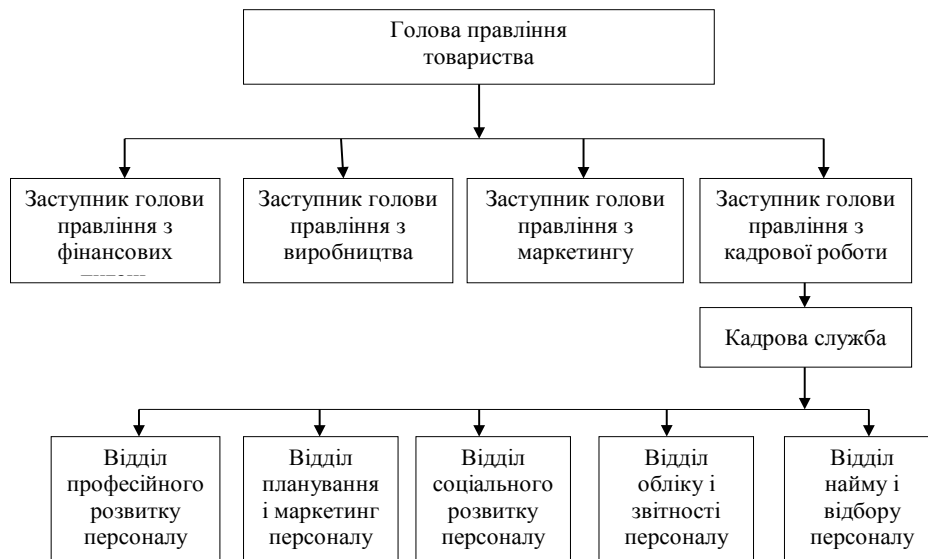 Голова правління
товариства
Заступник голови
правління з
фінансових
Заступник голови
правління з
виробництва
Заступник голови
правління з
маркетингу
Заступник голови
правління з
кадрової роботи
Кадрова служба
Відділ
професійного
розвитку
персоналу
Відділ
планування
і маркетинг
персоналу
Відділ
соціального
розвитку
персоналу
Відділ
обліку і
звітності
персоналу
Відділ
найму і
відбору
персоналу